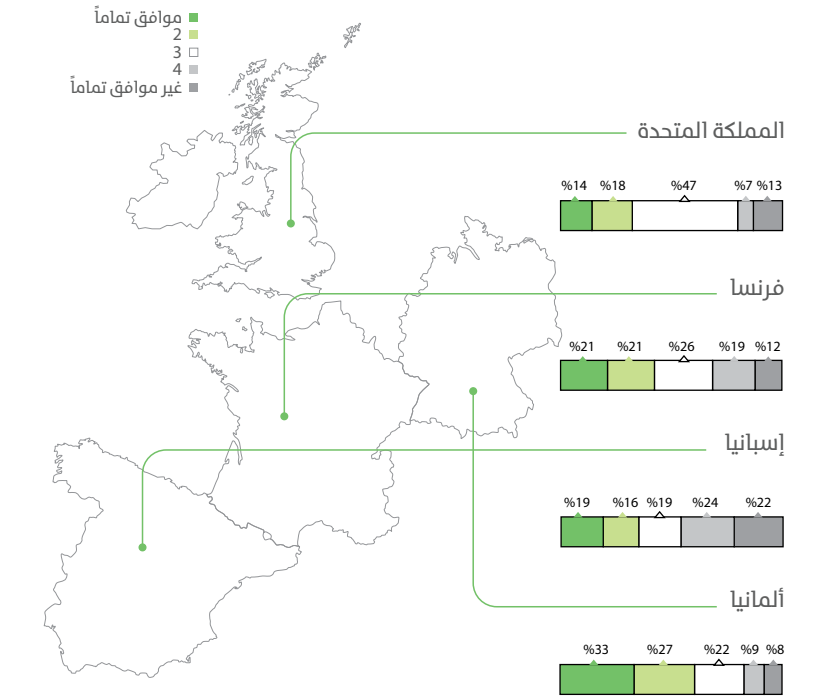 موافق تماماً
2
3
4
غير موافق تماماً
المملكة المتحدة
%14 %18 %47 %7 %13
فرنسا
%21 %21 %26 %19 %12
إسبانيا
%19 %16 %19 %24 %22
ألمانيا
%33 %27 %22 %9 %8